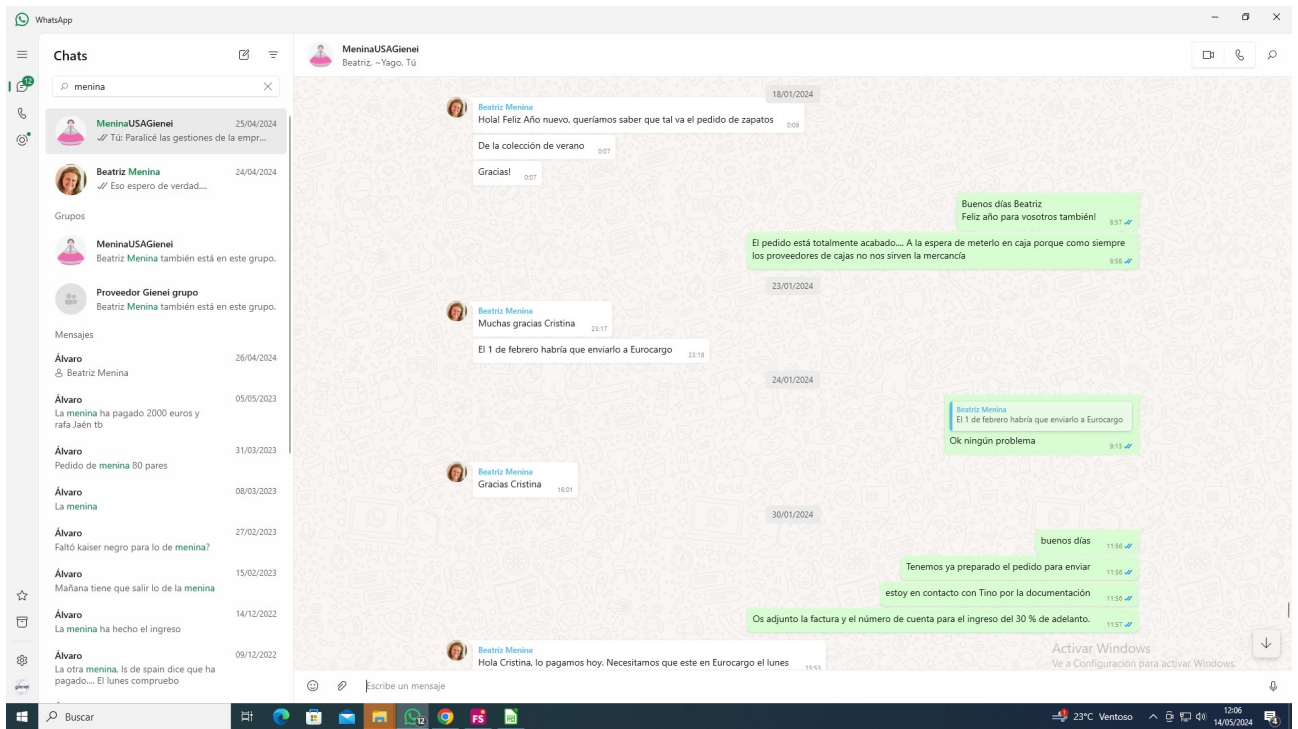 WhatsApp
Chats
12
menina
MeninaUSAGienei 25/04/2024
Tú: Paralicé las gestiones de la empr...
Beatriz Menina 24/04/2024
Eso espero de verdad....
Grupos
MeninaUSAGienei
Beatriz Menina también está en este grupo.
Proveedor Gienei grupo
Beatriz Menina también está en este grupo.
Mensajes
Álvaro 26/04/2024
Beatriz Menina
Álvaro 05/05/2023
La menina ha pagado 2000 euros y
rafa Jaén tb
Álvaro 31/03/2023
Pedido de menina 80 pares
Álvaro 08/03/2023
La menina
Álvaro 27/02/2023
Faltó kaiser negro para lo de menina?
Álvaro 15/02/2023
Mañana tiene que salir lo de la menina
Álvaro 14/12/2022
La menina ha hecho el ingreso
Álvaro 09/12/2022
La otra menina. Is de spain dice que ha
pagado.... El lunes compruebo
MeninaUSAGienei
Beatriz, ~Yago, Tú
18/01/2024
Beatriz Menina
Hola! Feliz Año nuevo, queríamos saber que tal va el pedido de zapatos 0:06
De la colección de verano 0:07
Gracias! 0:07
Buenos días Beatriz
Feliz año para vosotros también! 8:57
El pedido está totalmente acabado.... A la espera de meterlo en caja porque como siempre
los proveedores de cajas no nos sirven la mercancía 8:58
23/01/2024
Beatriz Menina
Muchas gracias Cristina 23:17
El 1 de febrero habría que enviarlo a Eurocargo 23:18
24/01/2024
Beatriz Menina
El 1 de febrero habría que enviarlo a Eurocargo
Ok ningún problema 9:13
Beatriz Menina
Gracias Cristina 16:01
30/01/2024
buenos días 11:56
Tenemos ya preparado el pedido para enviar 11:56
estoy en contacto con Tino por la documentación 11:56
Os adjunto la factura y el número de cuenta para el ingreso del 30 % de adelanto. 11:57
Beatriz Menina
Hola Cristina, lo pagamos hoy. Necesitamos que este en Eurocargo el lunes 15:53
Activar Windows
Ve a Configuración para activar Windows.
Escribe un mensaje
Buscar
12
FS
23°C Ventoso
12:06
14/05/2024
4